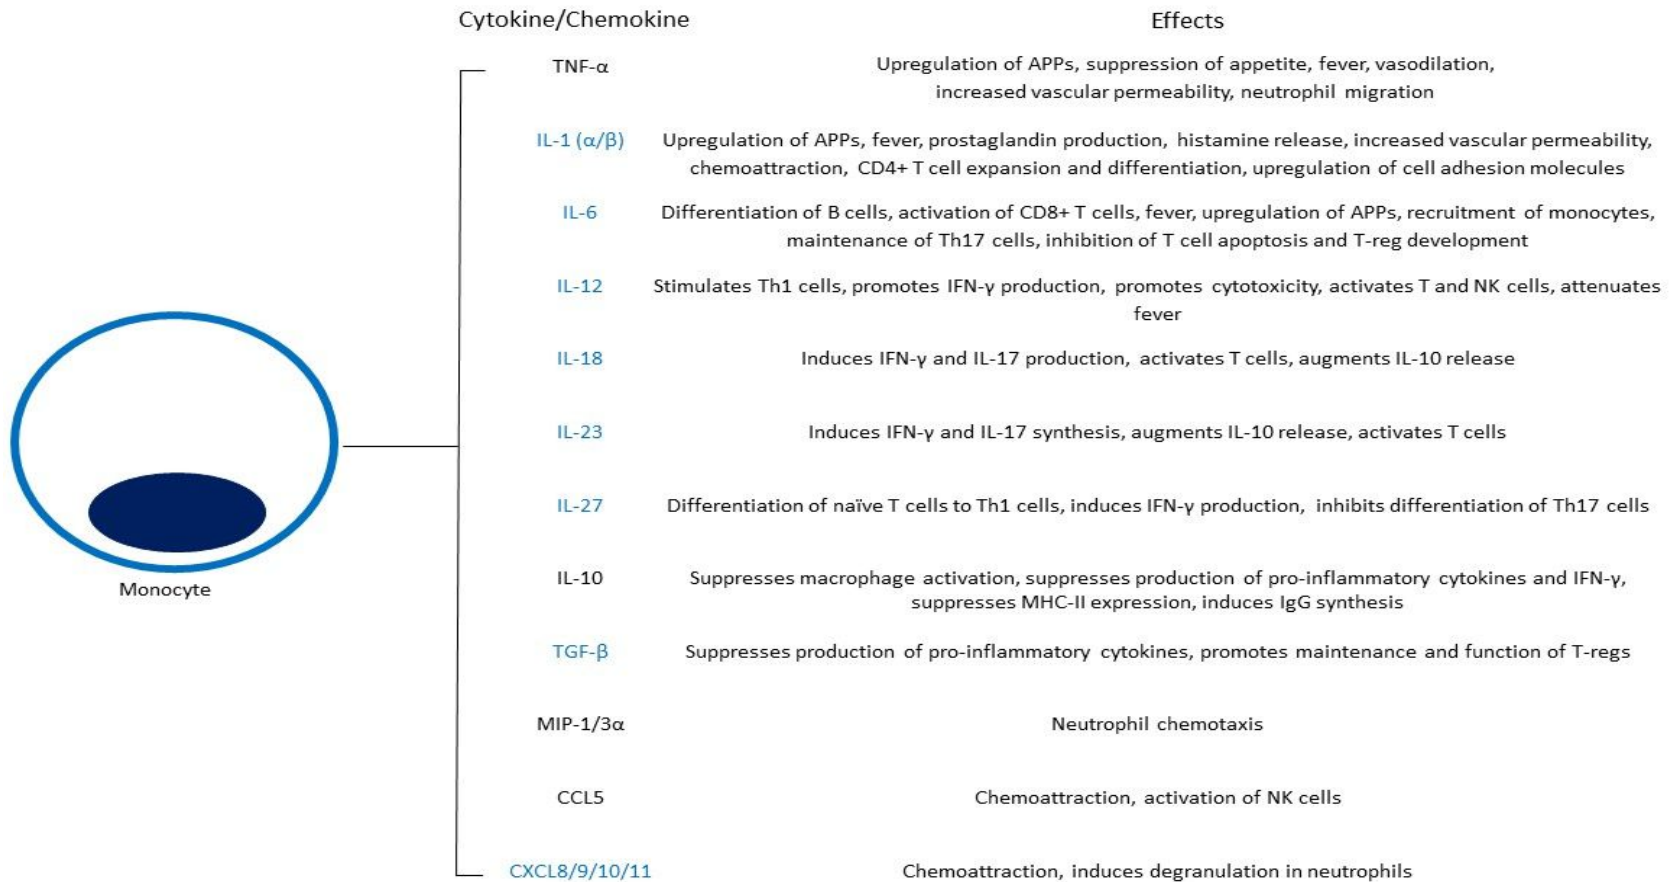 Cytokine/Chemokine Effects
TNF-α Upregulation of APPs, suppression of appetite, fever, vasodilation,
increased vascular permeability, neutrophil migration
IL-1 (α/β) Upregulation of APPs, fever, prostaglandin production, histamine release, increased vascular permeability,
chemoattraction, CD4+ T cell expansion and differentiation, upregulation of cell adhesion molecules
IL-6 Differentiation of B cells, activation of CD8+ T cells, fever, upregulation of APPs, recruitment of monocytes,
maintenance of Th17 cells, inhibition of T cell apoptosis and T-reg development
IL-12 Stimulates Th1 cells, promotes IFN-γ production, promotes cytotoxicity, activates T and NK cells, attenuates
fever
IL-18 Induces IFN-γ and IL-17 production, activates T cells, augments IL-10 release
IL-23 Induces IFN-γ and IL-17 synthesis, augments IL-10 release, activates T cells
IL-27 Differentiation of naïve T cells to Th1 cells, induces IFN-γ production, inhibits differentiation of Th17 cells
Monocyte
IL-10 Suppresses macrophage activation, suppresses production of pro-inflammatory cytokines and IFN-γ,
suppresses MHC-II expression, induces IgG synthesis
TGF-β Suppresses production of pro-inflammatory cytokines, promotes maintenance and function of T-regs
MIP-1/3α Neutrophil chemotaxis
CCL5 Chemoattraction, activation of NK cells
CXCL8/9/10/11 Chemoattraction, induces degranulation in neutrophils